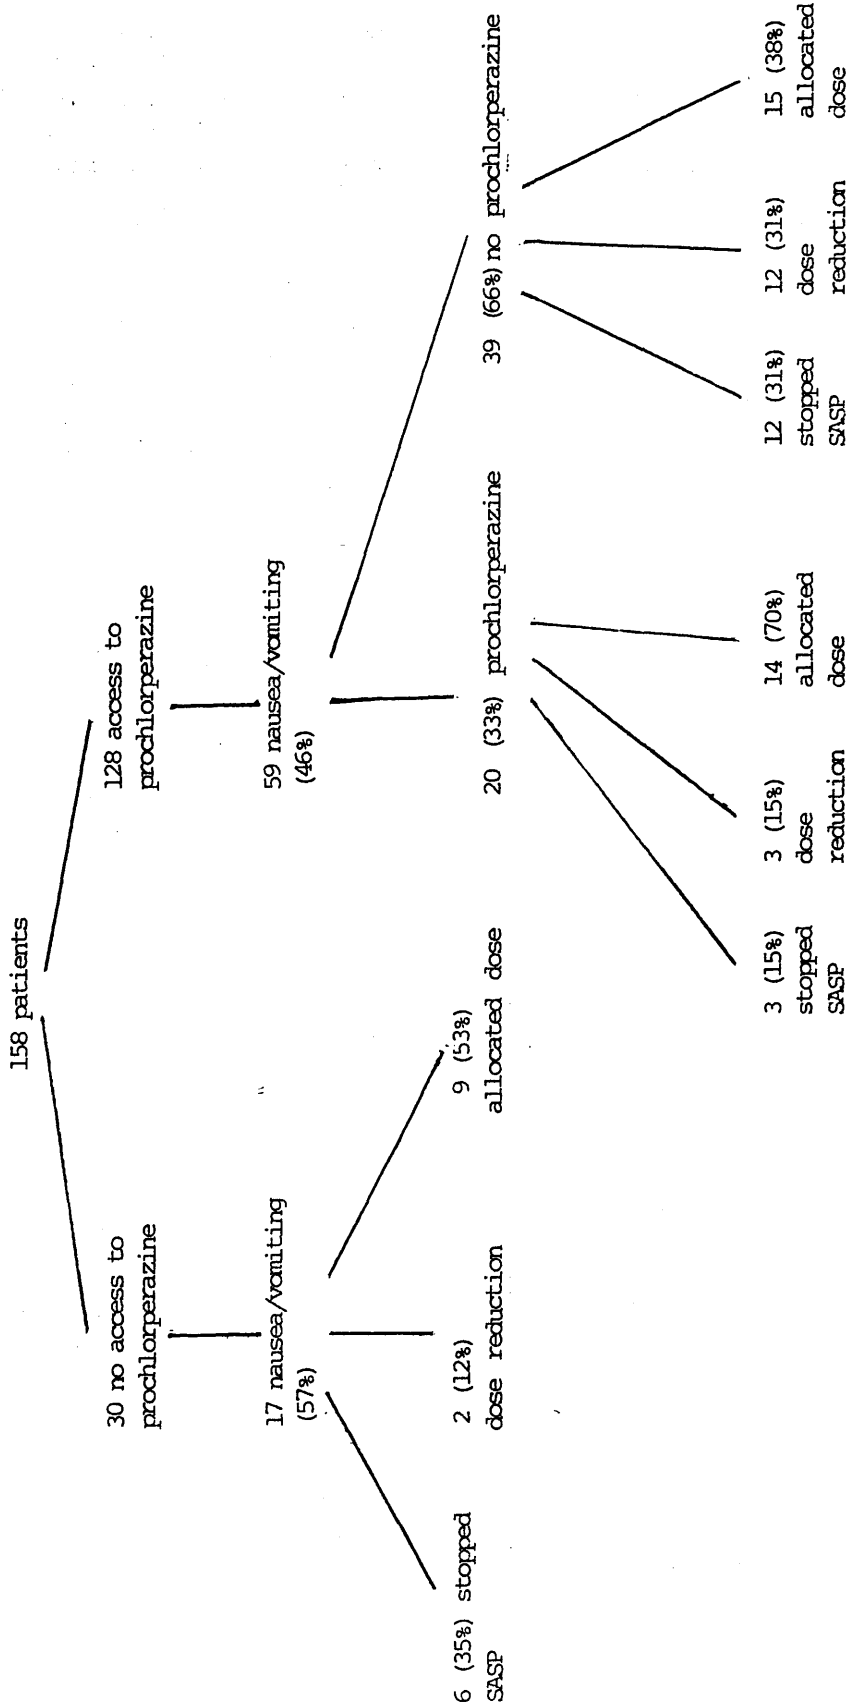 158 patients
30 no access to
prochlorperazine
128 access to
prochlorperazine
17 nausea/vomiting
(57%)
59 nausea/vomiting
(46%)
6 (35%) stopped
SASP
2 (12%)
dose reduction
9 (53%)
allocated dose
20 (33%) prochlorperazine
39 (66%) no prochlorperazine
3 (15%)
stopped
SASP
3 (15%)
dose
reduction
14 (70%)
allocated
dose
12 (31%)
stopped
SASP
12 (31%)
dose
reduction
15 (38%)
allocated
dose